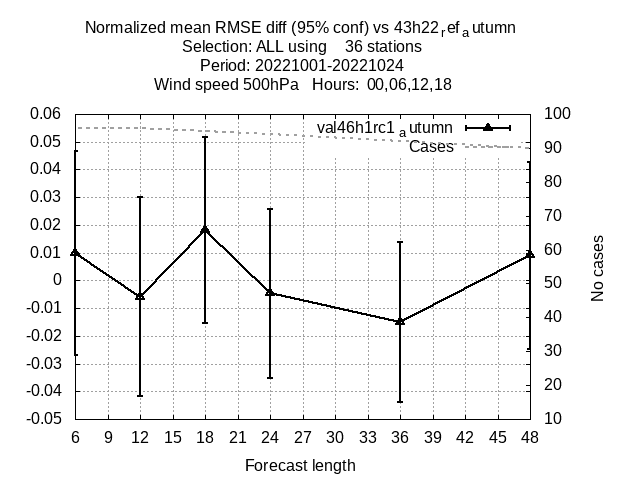 Normalized mean RMSE diff (95% conf) vs 43h22refautumn
Selection: ALL using 36 stations
Period: 20221001-20221024
Wind speed 500hPa Hours: 00,06,12,18
val46h1rc1autumn
Cases
0.06
0.05
0.04
0.03
0.02
0.01
0
-0.01
-0.02
-0.03
-0.04
-0.05
100
90
80
70
60
50
40
30
20
10
No cases
6 9 12 15 18 21 24 27 30 33 36 39 42 45 48
Forecast length